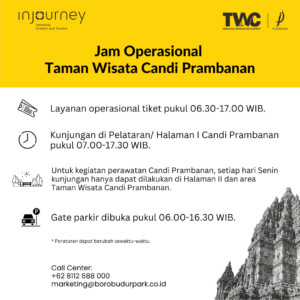 injourney
TWC
Jam Operasional
Taman Wisata Candi Prambanan
Layanan operasional tiket pukul 06.30-17.00 WIB.
Kunjungan di Pelataran/ Halaman I Candi Prambanan
pukul 07.00-17.30 WIB.
Untuk kegiatan perawatan Candi Prambanan, setiap hari Senin
kunjungan hanya dapat dilakukan di Halaman II dan area
Taman Wisata Candi Prambanan.
Gate parkir dibuka pukul 06.00-16.30 WIB.
* Peraturan dapat berubah sewaktu-waktu.
Call Center:
+62 8112 688 000
marketing@borobudurpark.co.id